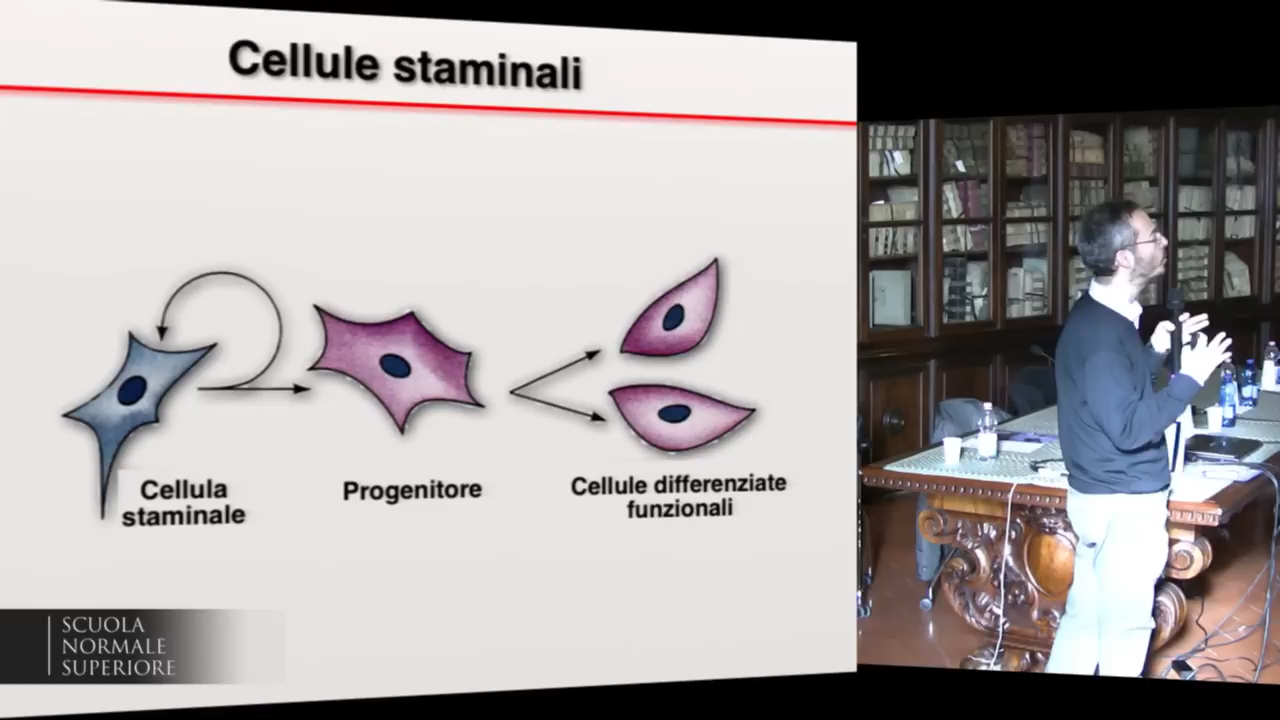 Cellule staminali
Cellula
staminale
Progenitore
Cellule differenziate
funzionali
SCUOLA
NORMALE
SUPERIORE